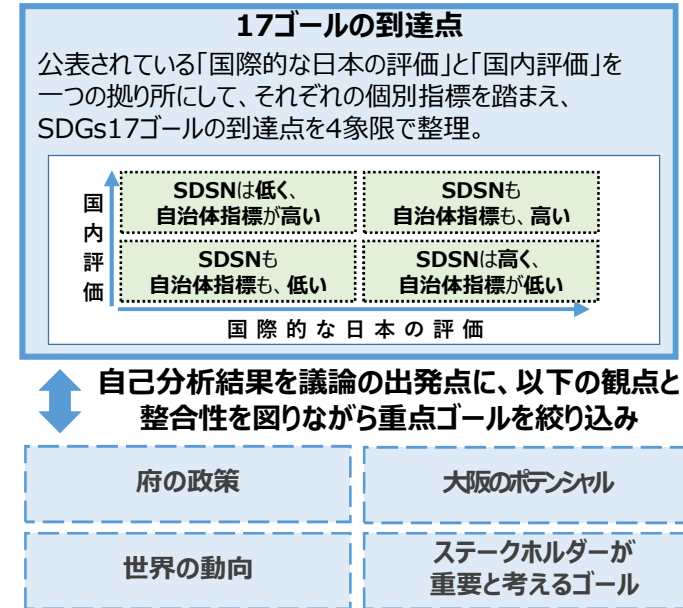 17ゴールの到達点
公表されている「国際的な日本の評価」と「国内評価」を
一つの拠り所にして、それぞれの個別指標を踏まえ、
SDGs17ゴールの到達点を4象限で整理。
国内評価
SDSNは低く、
自治体指標が高い
SDSNも
自治体指標も、高い
SDSNも
自治体指標も、低い
SDSNは高く、
自治体指標が低い
国際的な日本の評価
自己分析結果を議論の出発点に、以下の観点と
整合性を図りながら重点ゴールを絞り込み
府の政策
大阪のポテンシャル
世界の動向
ステークホルダーが
重要と考えるゴール